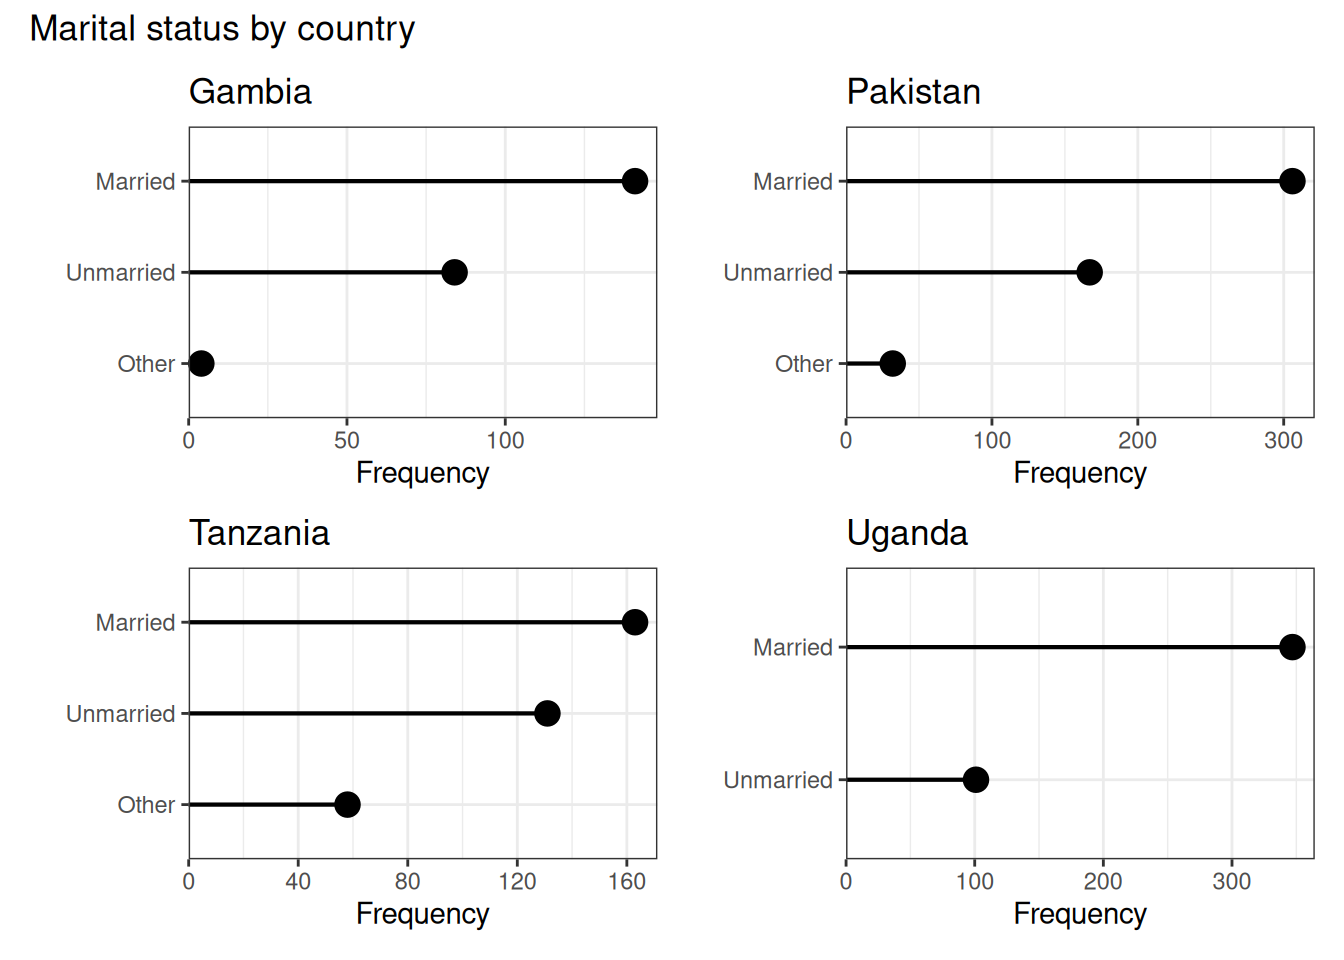 Marital status by country
Gambia
Married
Unmarried
Other
0 50 100
Frequency
Pakistan
Married
Unmarried
Other
0 100 200 300
Frequency
Tanzania
Married
Unmarried
Other
0 40 80 120 160
Frequency
Uganda
Married
Unmarried
0 100 200 300
Frequency